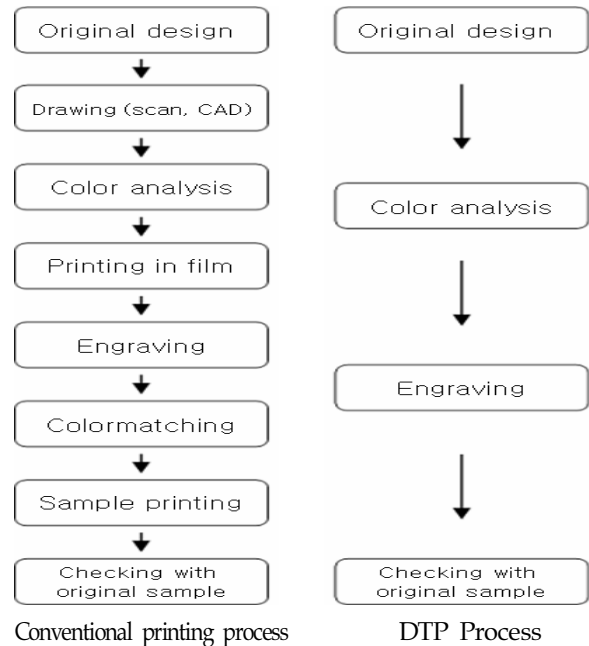 Original design
Drawing (scan, CAD)
Color analysis
Printing in film
Engraving
Colormatching
Sample printing
Checking with
original sample
Conventional printing process
Original design
Color analysis
Engraving
Checking with
original sample
DTP Process